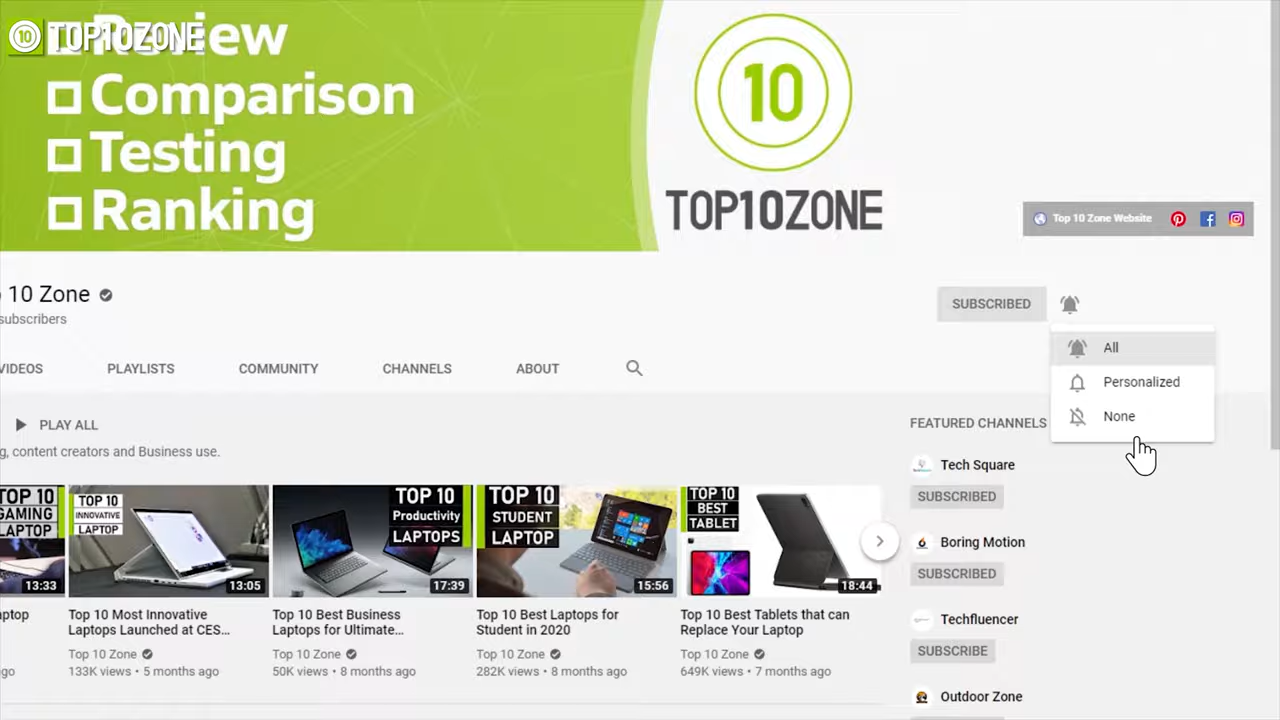 TOP10ZONE
Review
Comparison
Testing
Ranking
10
TOP10ZONE
Top 10 Zone Website
10 Zone
subscribers
SUBSCRIBED
All
Personalized
None
VIDEOS
PLAYLISTS
COMMUNITY
CHANNELS
ABOUT
PLAY ALL
g, content creators and Business use.
FEATURED CHANNELS
Tech Square
SUBSCRIBED
Boring Motion
SUBSCRIBED
Techfluencer
SUBSCRIBE
Outdoor Zone
TOP 10
GAMING
LAPTOP
13:33
aptop
go
TOP 10
INNOVATIVE
LAPTOP
13:05
Top 10 Most Innovative
Laptops Launched at CES...
Top 10 Zone
133K views • 5 months ago
TOP 10
Productivity
LAPTOPS
17:39
Top 10 Best Business
Laptops for Ultimate...
Top 10 Zone
50K views • 8 months ago
TOP 10
STUDENT
LAPTOP
15:56
Top 10 Best Laptops for
Student in 2020
Top 10 Zone
282K views • 8 months ago
TOP 10
BEST
TABLET
18:44
Top 10 Best Tablets that can
Replace Your Laptop
Top 10 Zone
649K views • 7 months ago